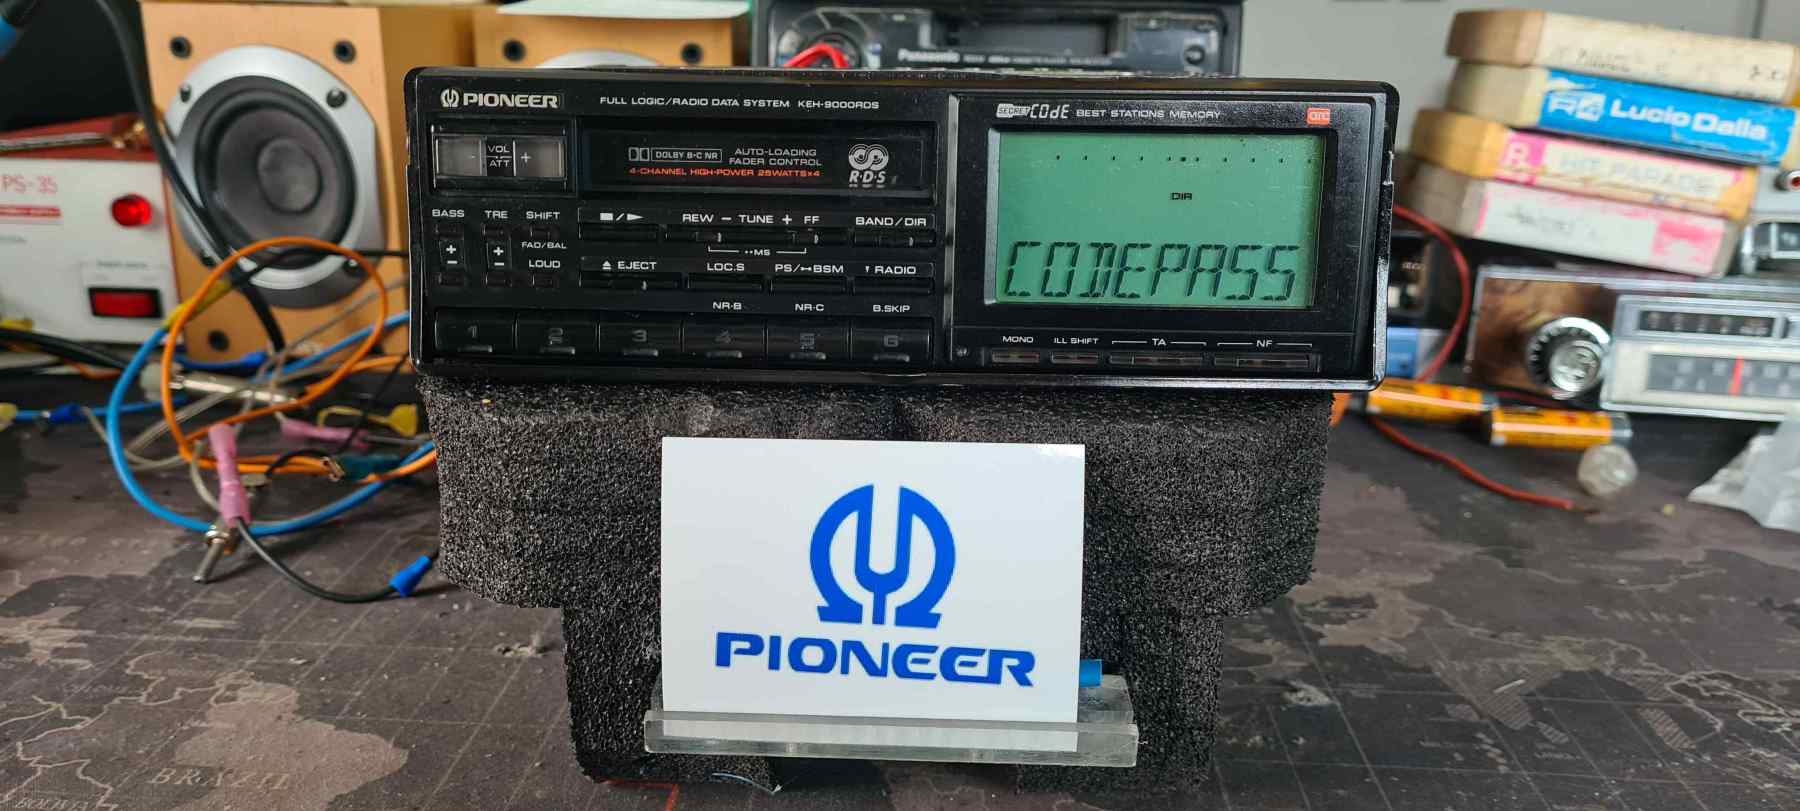 Panasonic
PIONEER
FULL LOGIC/RADIO DATA SYSTEM KEH-9000RDS
SECRET CODE BEST STATIONS MEMORY
arc
VOL
ATT
- +
DOLBY B-C NR
AUTO-LOADING
FADER CONTROL
4-CHANNEL HIGH-POWER 25WATTS×4
R·D·S
DIR
CODEPASS
BASS TRE SHIFT
FAD/BAL
LOUD
+ +
- -
■/▶ REW - TUNE + FF BAND/DIR
··MS
▲ EJECT LOC.S PS/↔BSM RADIO
NR-B NR-C B.SKIP
1 2 3 4 5 6
MONO ILL SHIFT TA NF
PS-35
Lucio Dalla
HIT PARADE
PIONEER
BRAZIL